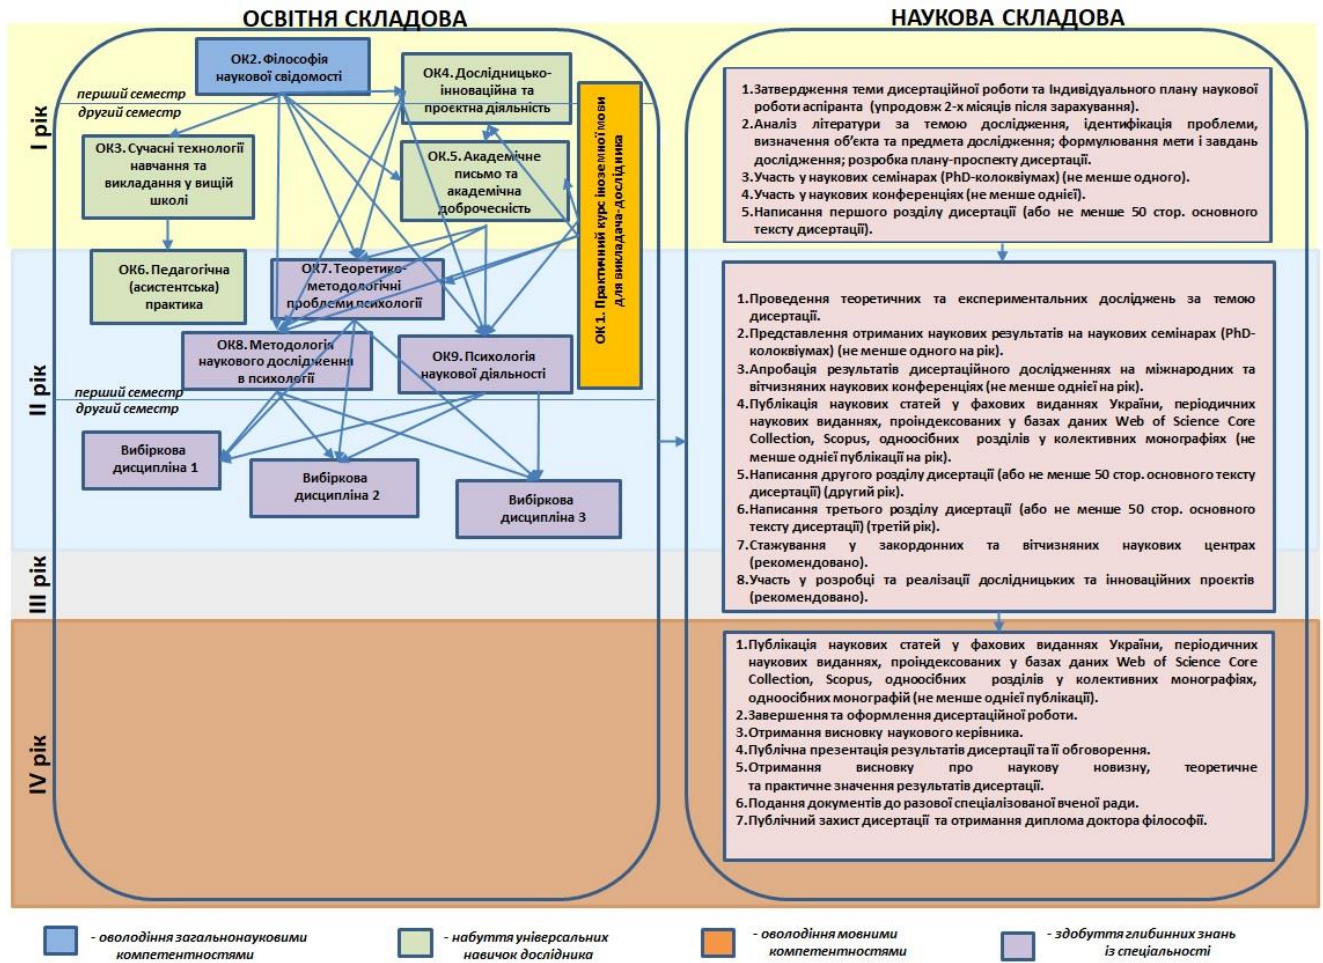 ОСВІТНЯ СКЛАДОВА
ОК2. Філософія
наукової свідомості
ОК4. Дослідницько-
інноваційна та
проєктна діяльність
перший семестр
другий семестр
І рік
ОК3. Сучасні технології
навчання та
викладання у вищій
школі
ОК.5. Академічне
письмо та
академічна
доброчесність
ОК 1. Практичний курс іноземної мови
для викладача-дослідника
ОК6. Педагогічна
(асистентська)
практика
ОК7. Теоретико-
методологічні
проблеми психології
ОК8. Методологія
наукового дослідження
в психології
ОК9. Психологія
наукової діяльності
перший семестр
другий семестр
ІІ рік
Вибіркова
дисципліна 1
Вибіркова
дисципліна 2
Вибіркова
дисципліна 3
ІІІ рік
IV рік
НАУКОВА СКЛАДОВА
1.Затвердження теми дисертаційної роботи та Індивідуального плану наукової
роботи аспіранта (упродовж 2-х місяців після зарахування).
2.Аналіз літератури за темою дослідження, ідентифікація проблеми,
визначення об'єкта та предмета дослідження; формулювання мети і завдань
дослідження; розробка плану-проспекту дисертації.
3.Участь у наукових семінарах (PhD-колоквіумах) (не менше одного).
4.Участь у наукових конференціях (не менше однієї).
5.Написання першого розділу дисертації (або не менше 50 стор. основного
тексту дисертації).
1.Проведення теоретичних та експериментальних досліджень за темою
дисертації.
2.Представлення отриманих наукових результатів на наукових семінарах (PhD-
колоквіумах) (не менше одного на рік).
3.Апробація результатів дисертаційного дослідженнях на міжнародних та
вітчизняних наукових конференціях (не менше однієї на рік).
4.Публікація наукових статей у фахових виданнях України, періодичних
наукових виданнях, проіндексованих у базах даних Web of Science Core
Collection, Scopus, одноосібних розділів у колективних монографіях (не
менше однієї публікації на рік).
5.Написання другого розділу дисертації (або не менше 50 стор. основного тексту
дисертації) (другий рік).
6.Написання третього розділу дисертації (або не менше 50 стор. основного
тексту дисертації) (третій рік).
7.Стажування у закордонних та вітчизняних наукових центрах
(рекомендовано).
8.Участь у розробці та реалізації дослідницьких та інноваційних проєктів
(рекомендовано).
1.Публікація наукових статей у фахових виданнях України, періодичних
наукових виданнях, проіндексованих у базах даних Web of Science Core
Collection, Scopus, одноосібних розділів у колективних монографіях,
одноосібних монографій (не менше однієї публікації).
2.Завершення та оформлення дисертаційної роботи.
3.Отримання висновку наукового керівника.
4.Публічна презентація результатів дисертації та її обговорення.
5.Отримання висновку про наукову новизну, теоретичне
та практичне значення результатів дисертації.
6.Подання документів до разової спеціалізованої вченої ради.
7.Публічний захист дисертації та отримання диплома доктора філософії.
- оволодіння загальнонауковими
компетентностями
- набуття універсальних
навичок дослідника
- оволодіння мовними
компетентностями
- здобуття глибинних знань
із спеціальності